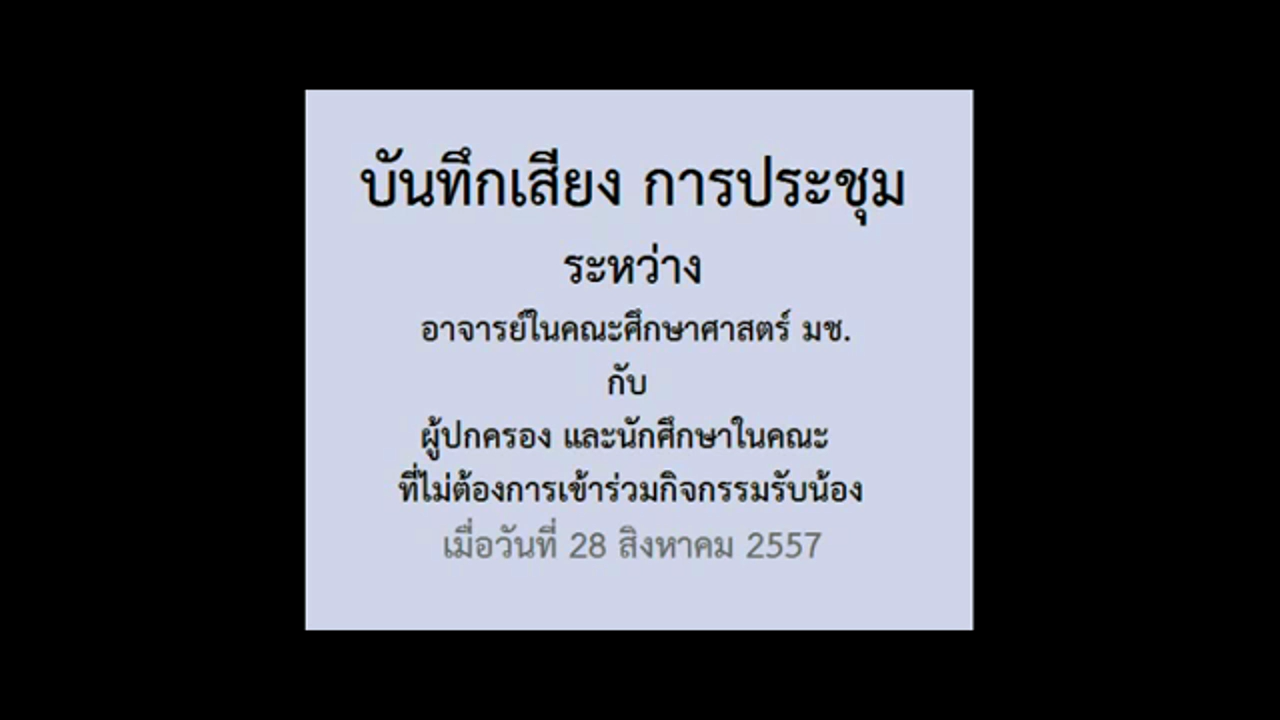 บันทึกเสียง การประชุม
ระหว่าง
อาจารย์ในคณะศึกษาศาสตร์ มช.
กับ
ผู้ปกครอง และนักศึกษาในคณะ
ที่ไม่ต้องการเข้าร่วมกิจกรรมรับน้อง
เมื่อวันที่ 28 สิงหาคม 2557